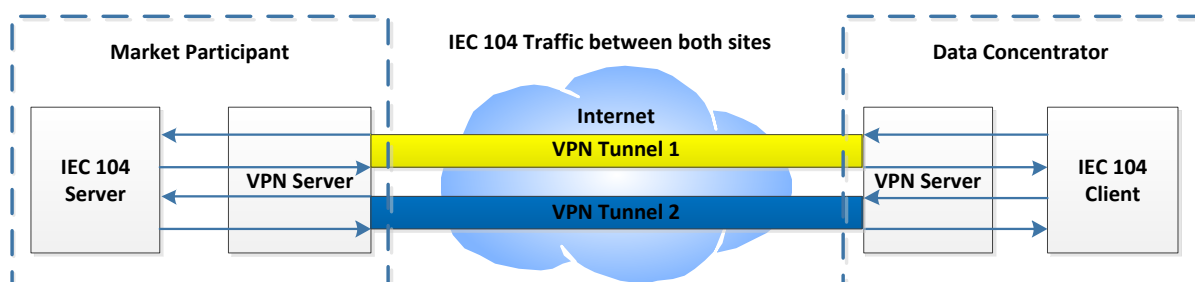 Market Participant
IEC 104 Traffic between both sites
Data Concentrator
Internet
IEC 104
Server
VPN Server
VPN Tunnel 1
VPN Tunnel 2
VPN Server
IEC 104
Client